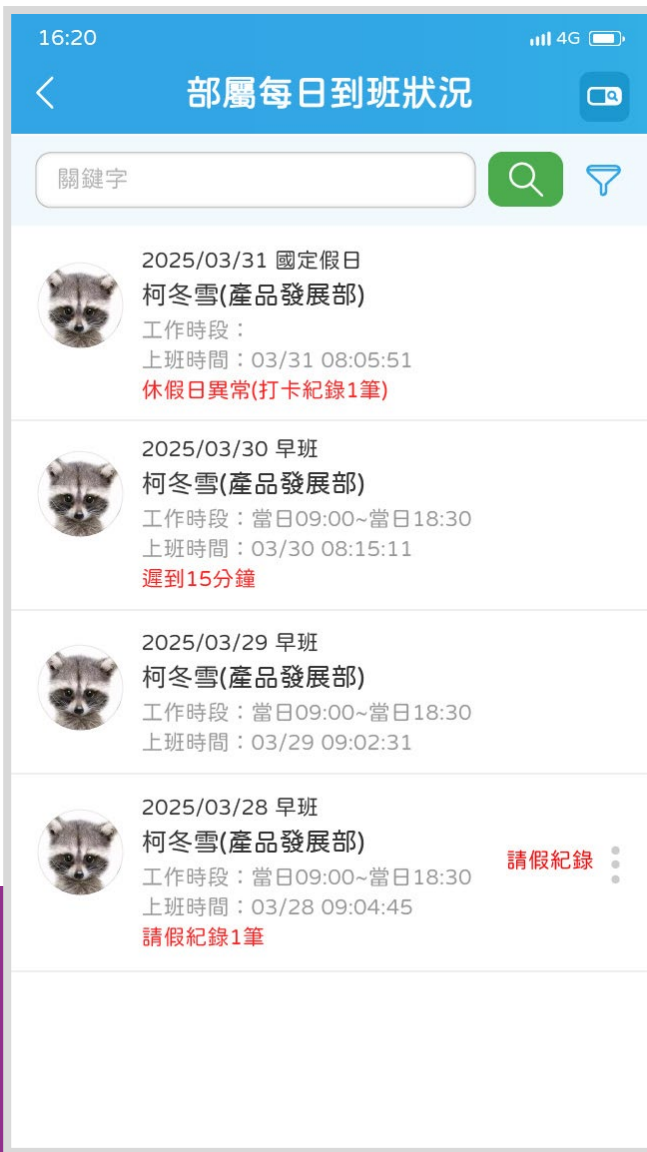 16:20
4G
部屬每日到班狀況
關鍵字
2025/03/31 國定假日
柯冬雪(產品發展部)
工作時段：
上班時間：03/31 08:05:51
休假日異常(打卡紀錄1筆)
2025/03/30 早班
柯冬雪(產品發展部)
工作時段：當日09:00~當日18:30
上班時間：03/30 08:15:11
遲到15分鐘
2025/03/29 早班
柯冬雪(產品發展部)
工作時段：當日09:00~當日18:30
上班時間：03/29 09:02:31
2025/03/28 早班
柯冬雪(產品發展部)
工作時段：當日09:00~當日18:30
上班時間：03/28 09:04:45
請假紀錄1筆
請假紀錄